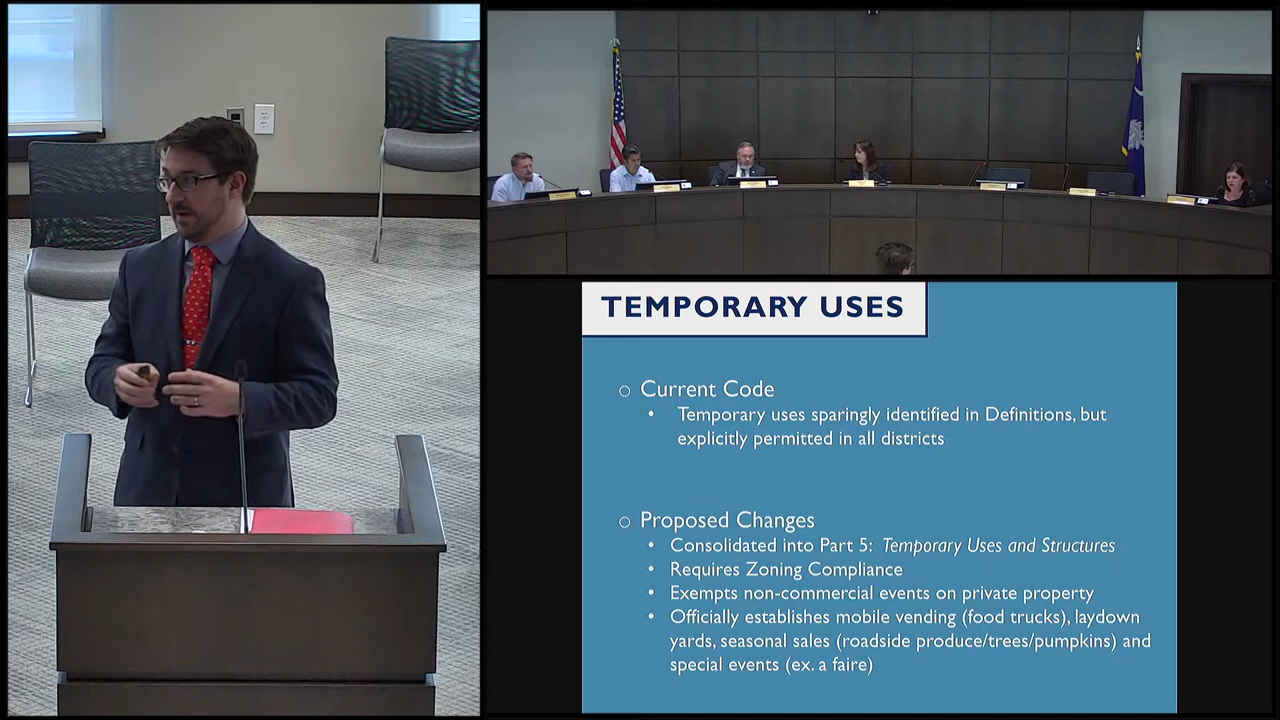 TEMPORARY USES
o Current Code
• Temporary uses sparingly identified in Definitions, but
explicitly permitted in all districts
o Proposed Changes
• Consolidated into Part 5: Temporary Uses and Structures
• Requires Zoning Compliance
• Exempts non-commercial events on private property
• Officially establishes mobile vending (food trucks), laydown
yards, seasonal sales (roadside produce/trees/pumpkins) and
special events (ex. a faire)